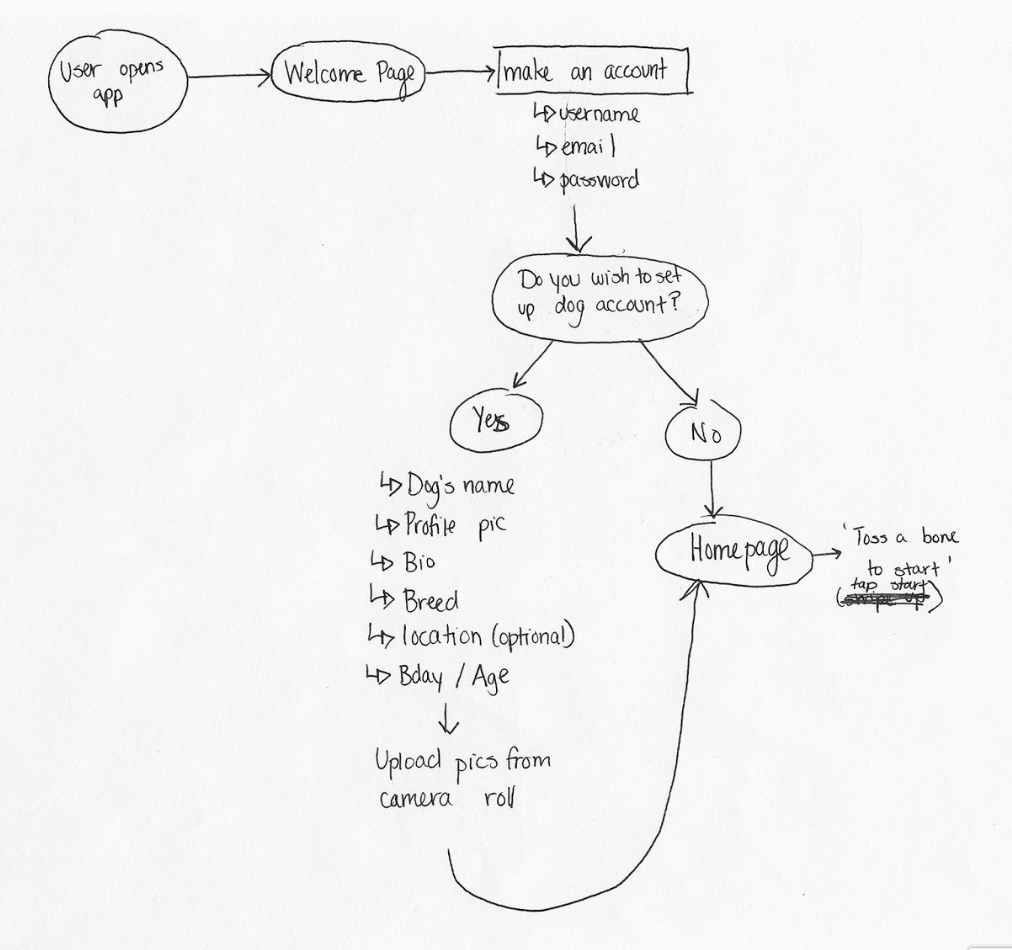 User opens
app
Welcome Page
make an account
username
email
password
Do you wish to set
up dog account?
Yes
No
Dog's name
Profile pic
Bio
Breed
location (optional)
Bday / Age
Upload pics from
camera roll
Homepage
'Toss a bone
to start'
tap start
(swipe up)